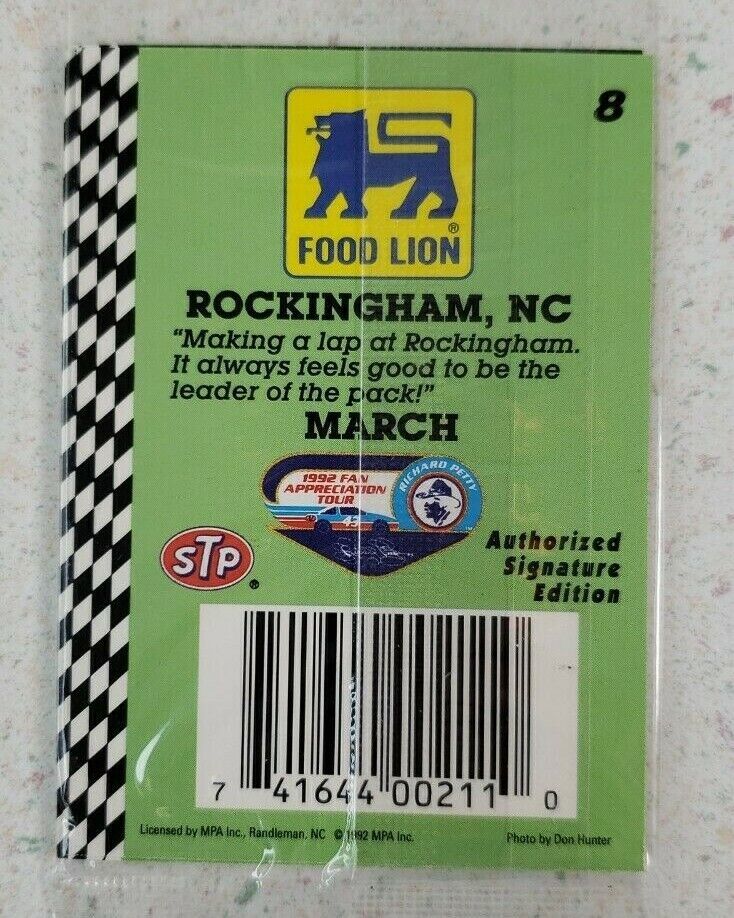 8
FOOD LION
®
ROCKINGHAM, NC
"Making a lap at Rockingham.
It always feels good to be the
leader of the pack!"
MARCH
1992 FAN
APPRECIATION
TOUR
RICHARD PETTY
43
STP
®
Authorized
Signature
Edition
7 41644 00211 0
Licensed by MPA Inc., Randleman, NC © 1992 MPA Inc.
Photo by Don Hunter